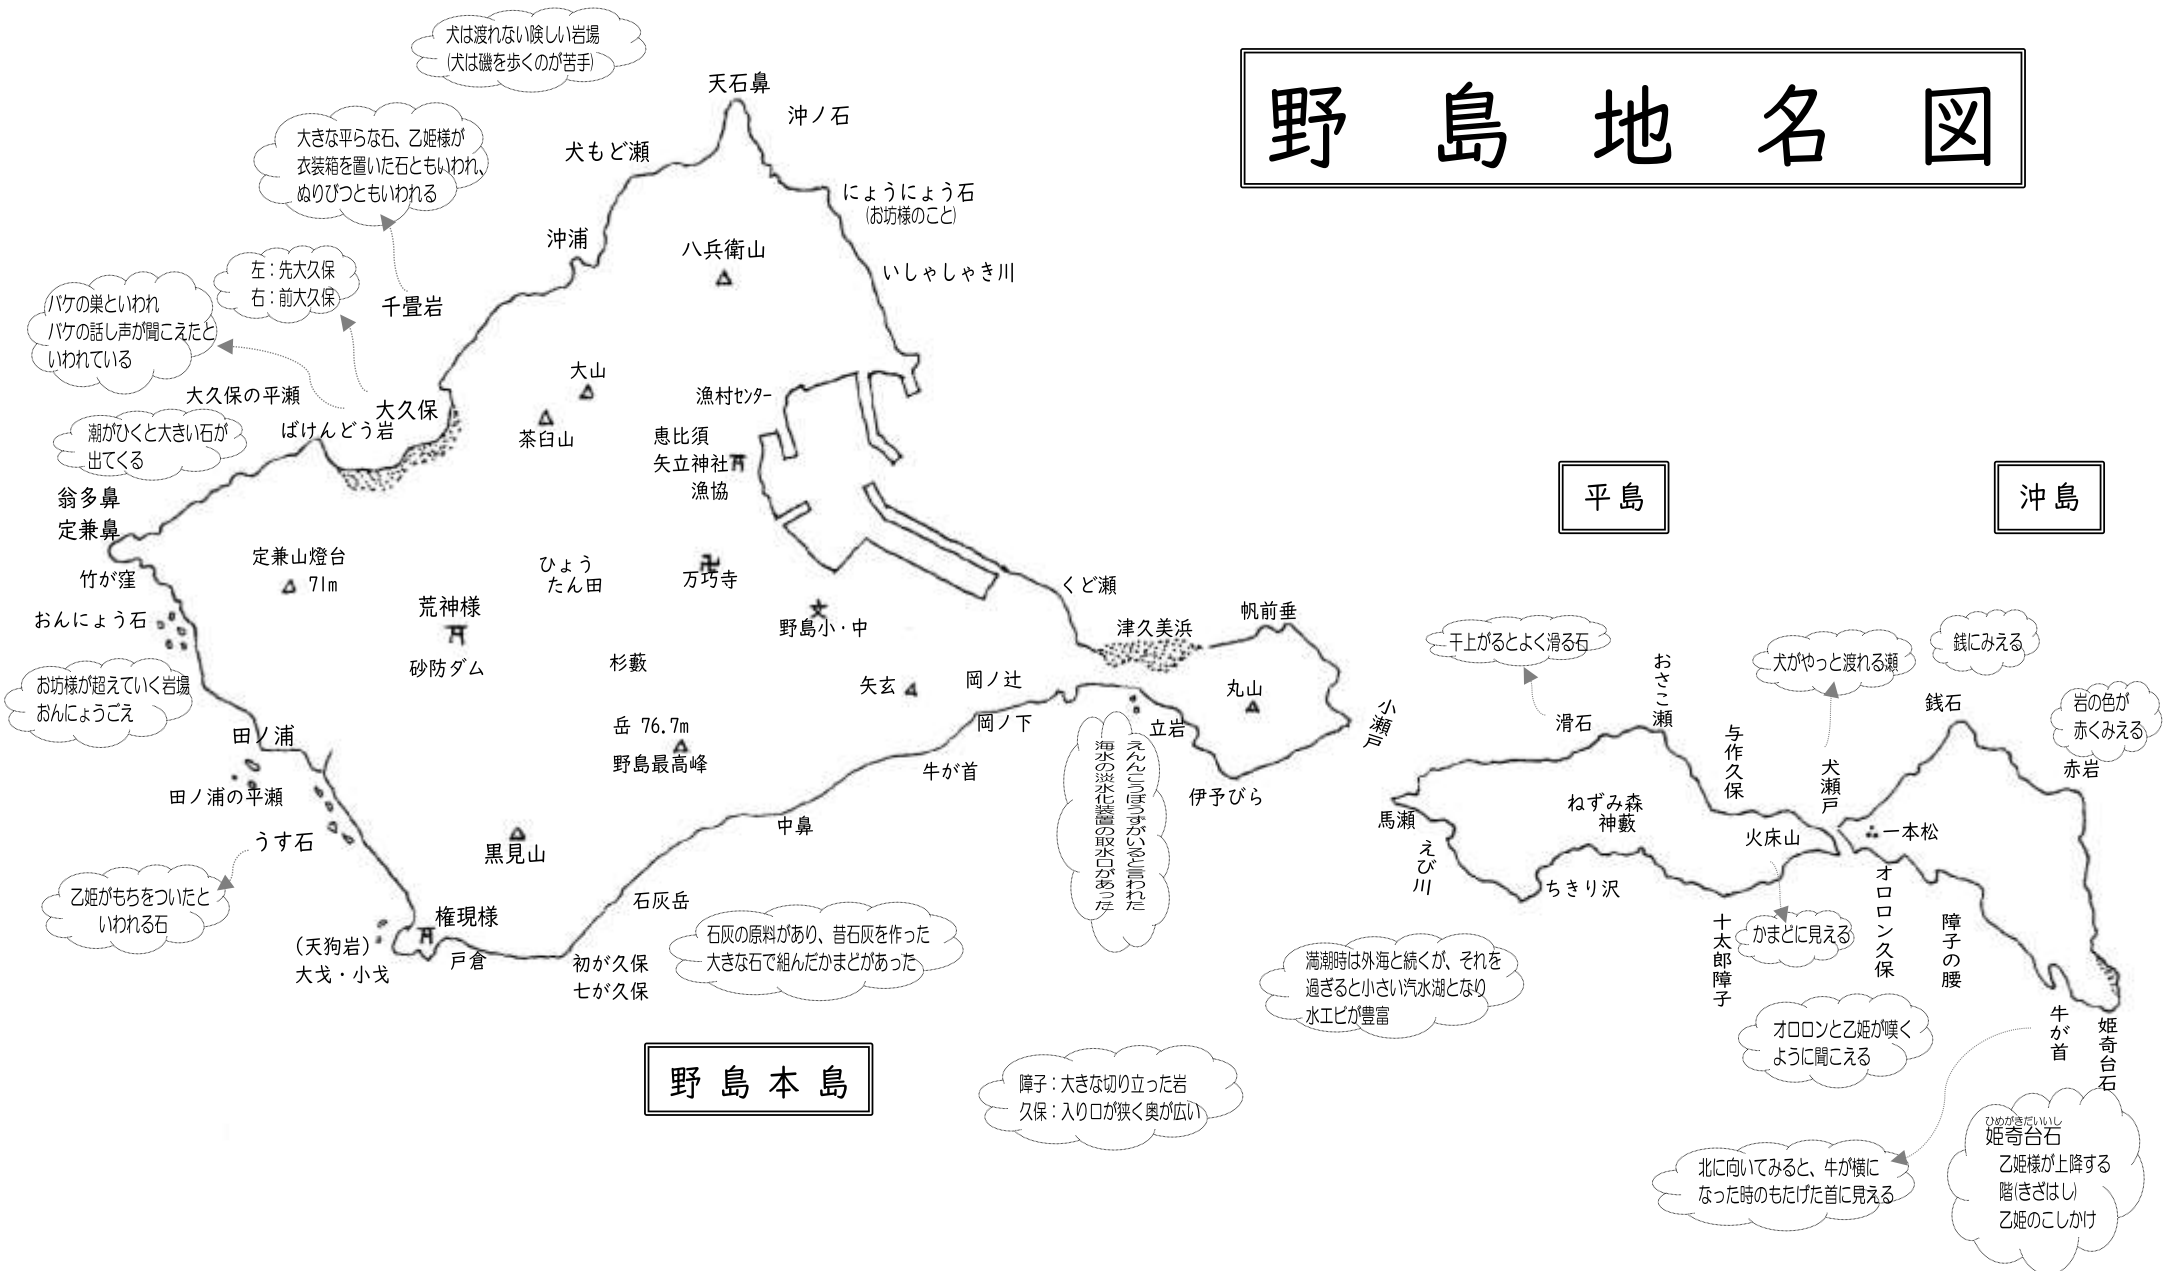 野島地名図
犬は渡れない険しい岩場
(犬は磯を歩くのが苦手)
天石鼻
沖ノ石
大きな平らな石、乙姫様が
衣装箱を置いた石ともいわれ、
ぬりびつともいわれる
犬もど瀬
にょうにょう石
(お坊様のこと)
沖浦
八兵衛山
いしゃしゃき川
左：先大久保
右：前大久保
千畳岩
バケの巣といわれ
バケの話し声が聞こえたと
いわれている
大久保の平瀬
大久保
ばけんどう岩
潮がひくと大きい石が
出てくる
大山
茶臼山
漁村センター
恵比須
矢立神社
漁協
翁多鼻
定兼鼻
竹が窪
定兼山燈台
71m
おんにょう石
お坊様が超えていく岩場
おんにょうごえ
荒神様
砂防ダム
ひょう
たん田
万巧寺
野島小・中
杉藪
矢玄
岡ノ辻
岡ノ下
岳 76.7m
野島最高峰
田ノ浦
田ノ浦の平瀬
うす石
乙姫がもちをついたと
いわれる石
黒見山
権現様
(天狗岩)
大戈・小戈
戸倉
初が久保
七が久保
石灰岳
石灰の原料があり、昔石灰を作った
大きな石で組んだかまどがあった
中鼻
牛が首
くど瀬
津久美浜
帆前垂
丸山
小瀬戸
立岩
伊予びら
えんこうぼうずがいると言われた
海水の淡水化装置の取水口があった
野島本島
障子：大きな切り立った岩
久保：入り口が狭く奥が広い
平島
干上がるとよく滑る石
滑石
おさこ瀬
与作久保
犬がやっと渡れる瀬
犬瀬戸
馬瀬
えび川
ねずみ森
神藪
火床山
ちきり沢
十太郎障子
かまどに見える
満潮時は外海と続くが、それを
過ぎると小さい汽水湖となり
水エビが豊富
沖島
銭にみえる
銭石
岩の色が
赤くみえる
赤岩
一本松
オロロン久保
障子の腰
オロロンと乙姫が嘆く
ように聞こえる
牛が首
姫奇台石
北に向いてみると、牛が横に
なった時のもたげた首に見える
ひめがきだいいし
姫奇台石
乙姫様が上降する
階(きざはし)
乙姫のこしかけ